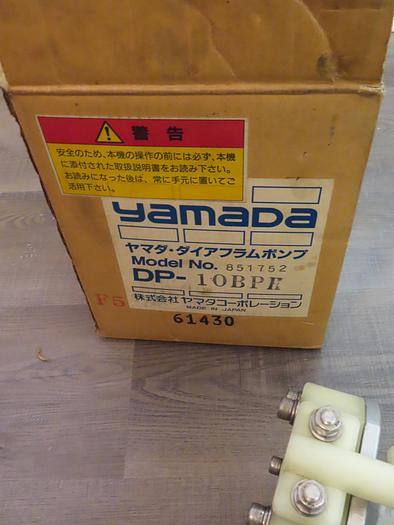 警告
安全のため、本機の操作の前には必ず、本機
に添付された取扱説明書をお読み下さい。
お読みになった後は、常に手元に置いてご
活用下さい。
YAMADA
ヤマダ・ダイアフラムポンプ
Model No. 851752
DP-10BPH
F5
株式会社ヤマダコーポレーション
MADE IN JAPAN
61430